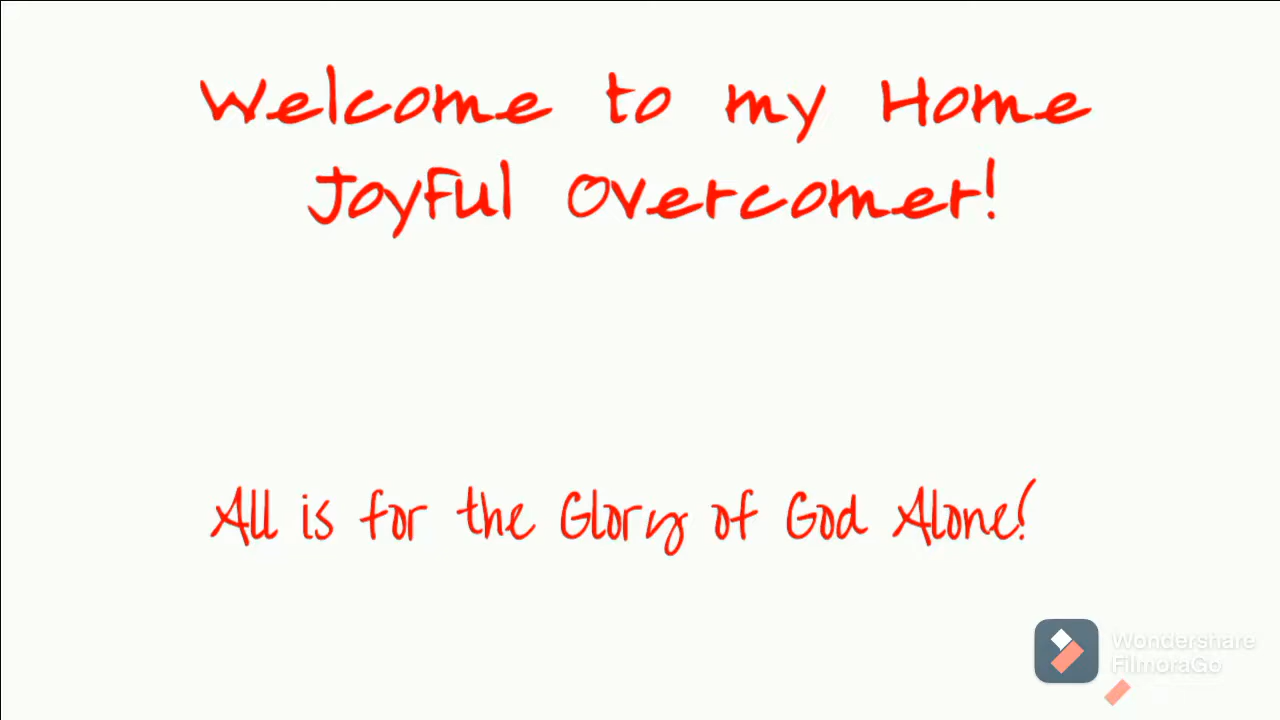 Welcome to my Home
Joyful Overcomer!
All is for the Glory of God Alone!
Wondershare
FilmoraGo